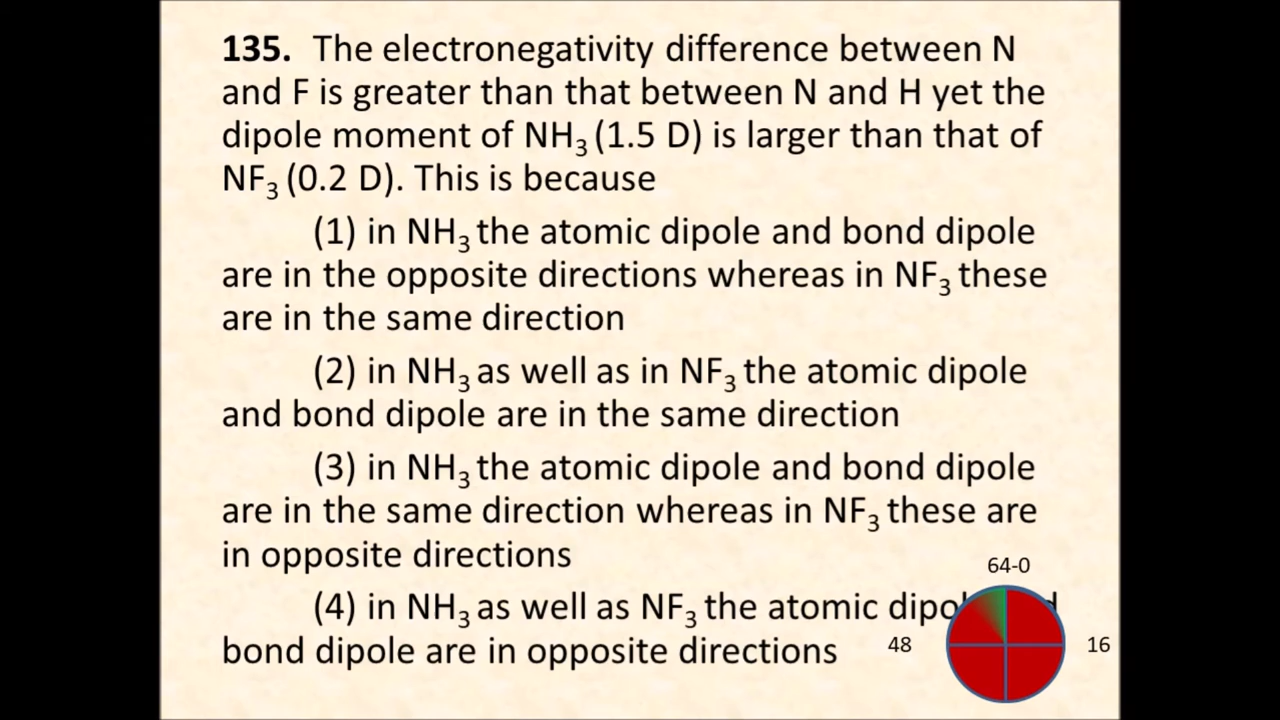 135. The electronegativity difference between N
and F is greater than that between N and H yet the
dipole moment of NH₃ (1.5 D) is larger than that of
NF₃ (0.2 D). This is because
(1) in NH₃ the atomic dipole and bond dipole
are in the opposite directions whereas in NF₃ these
are in the same direction
(2) in NH₃ as well as in NF₃ the atomic dipole
and bond dipole are in the same direction
(3) in NH₃ the atomic dipole and bond dipole
are in the same direction whereas in NF₃ these are
in opposite directions
(4) in NH₃ as well as NF₃ the atomic
bond dipole are in opposite directions
64-0
48
16